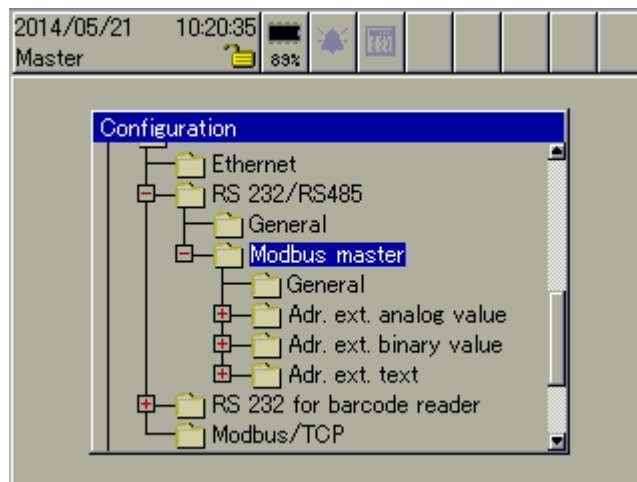 2014/05/21 10:20:35
Master
89%
Configuration
Ethernet
RS 232/RS485
General
Modbus master
General
Adr. ext. analog value
Adr. ext. binary value
Adr. ext. text
RS 232 for barcode reader
Modbus/TCP